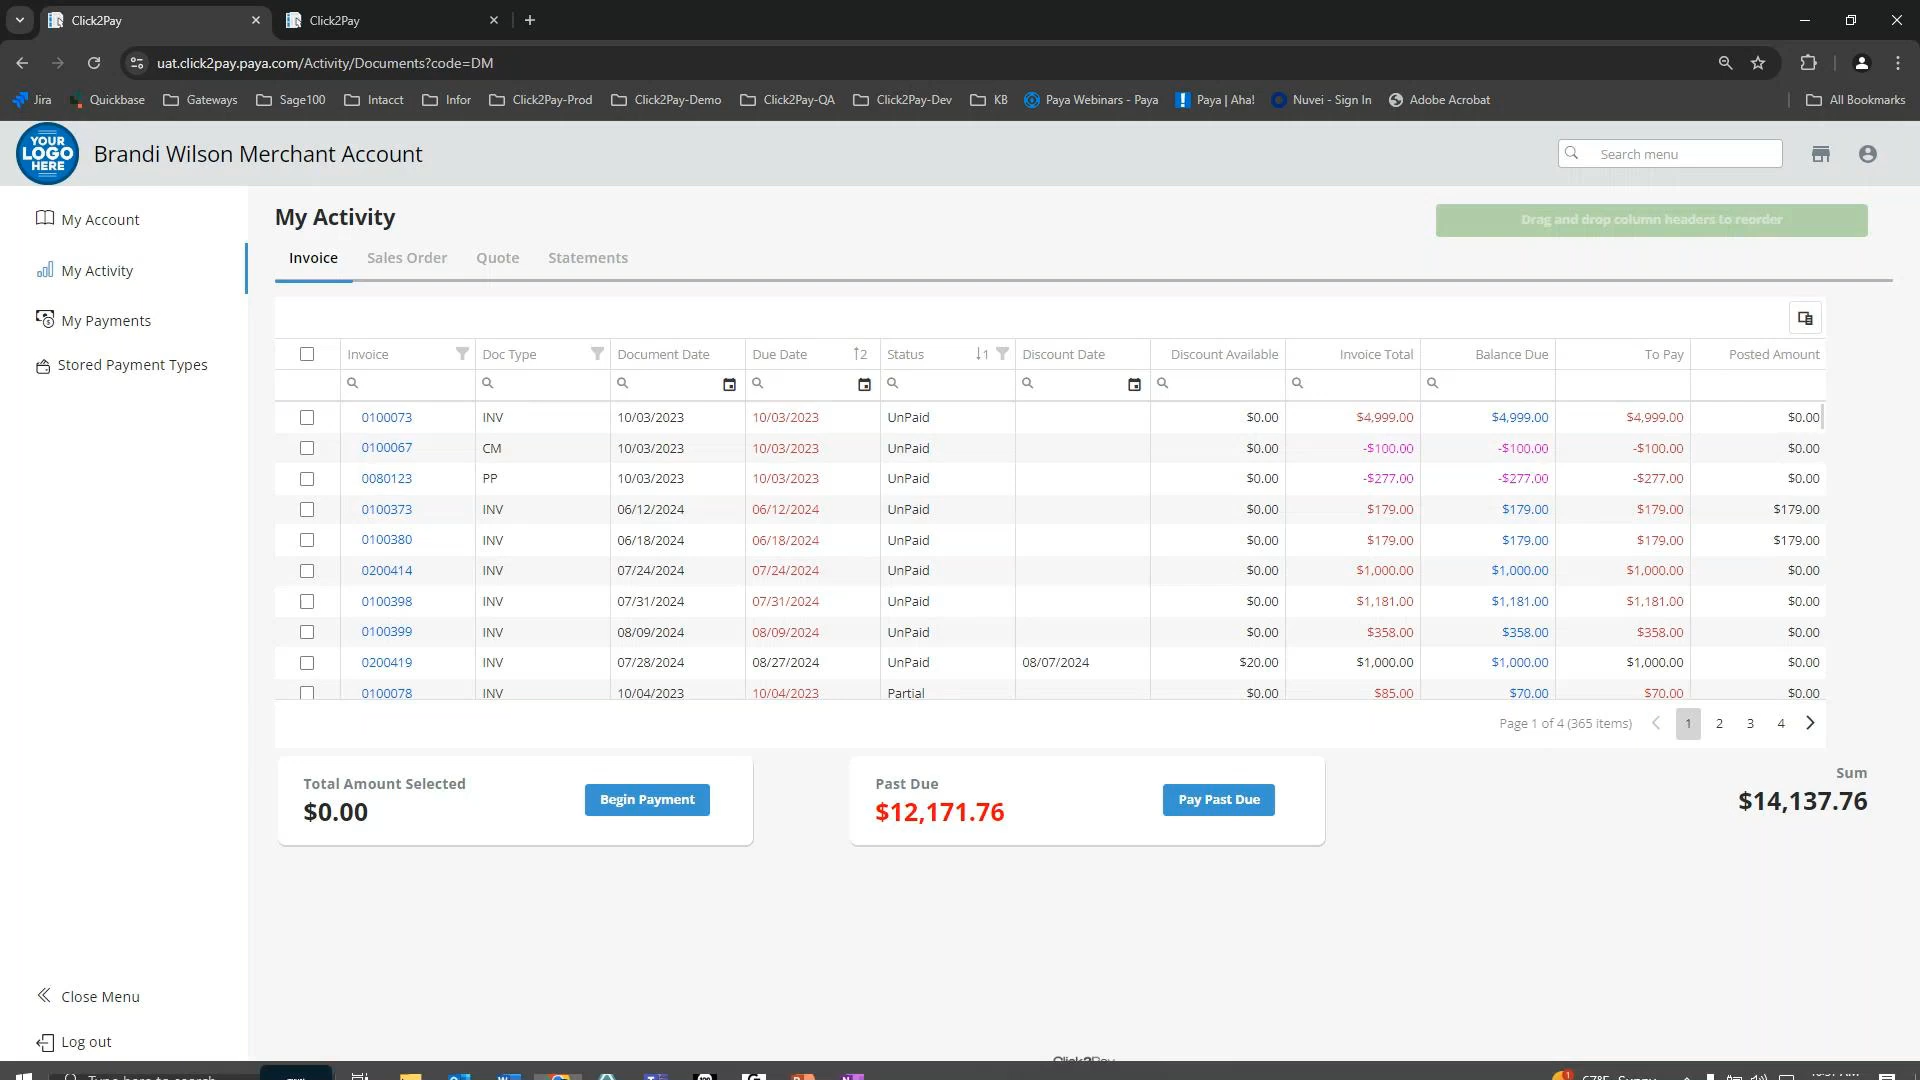 Click2Pay
Click2Pay
uat.click2pay.paya.com/Activity/Documents?code=DM
Jira Quickbase Gateways Sage100 Intacct Infor Click2Pay-Prod Click2Pay-Demo Click2Pay-QA Click2Pay-Dev KB Paya Webinars - Paya Paya | Aha! Nuvei - Sign In Adobe Acrobat All Bookmarks
YOUR
LOGO
HERE
Brandi Wilson Merchant Account
Search menu
My Account
My Activity
My Payments
Stored Payment Types
Close Menu
Log out
My Activity
Drag and drop column headers to reorder
Invoice Sales Order Quote Statements
Invoice Doc Type Document Date Due Date 2 Status 1 Discount Date Discount Available Invoice Total Balance Due To Pay Posted Amount
0100073 INV 10/03/2023 10/03/2023 UnPaid $0.00 $4,999.00 $4,999.00 $4,999.00 $0.00
0100067 CM 10/03/2023 10/03/2023 UnPaid $0.00 -$100.00 -$100.00 -$100.00 $0.00
0080123 PP 10/03/2023 10/03/2023 UnPaid $0.00 -$277.00 -$277.00 -$277.00 $0.00
0100373 INV 06/12/2024 06/12/2024 UnPaid $0.00 $179.00 $179.00 $179.00 $179.00
0100380 INV 06/18/2024 06/18/2024 UnPaid $0.00 $179.00 $179.00 $179.00 $179.00
0200414 INV 07/24/2024 07/24/2024 UnPaid $0.00 $1,000.00 $1,000.00 $1,000.00 $0.00
0100398 INV 07/31/2024 07/31/2024 UnPaid $0.00 $1,181.00 $1,181.00 $1,181.00 $0.00
0100399 INV 08/09/2024 08/09/2024 UnPaid $0.00 $358.00 $358.00 $358.00 $0.00
0200419 INV 07/28/2024 08/27/2024 UnPaid 08/07/2024 $20.00 $1,000.00 $1,000.00 $1,000.00 $0.00
0100078 INV 10/04/2023 10/04/2023 Partial $0.00 $85.00 $70.00 $70.00 $0.00
Page 1 of 4 (365 items) 1 2 3 4
Total Amount Selected
$0.00
Begin Payment
Past Due
$12,171.76
Pay Past Due
Sum
$14,137.76
Click2Pay
Type here to search
67°F Sunny